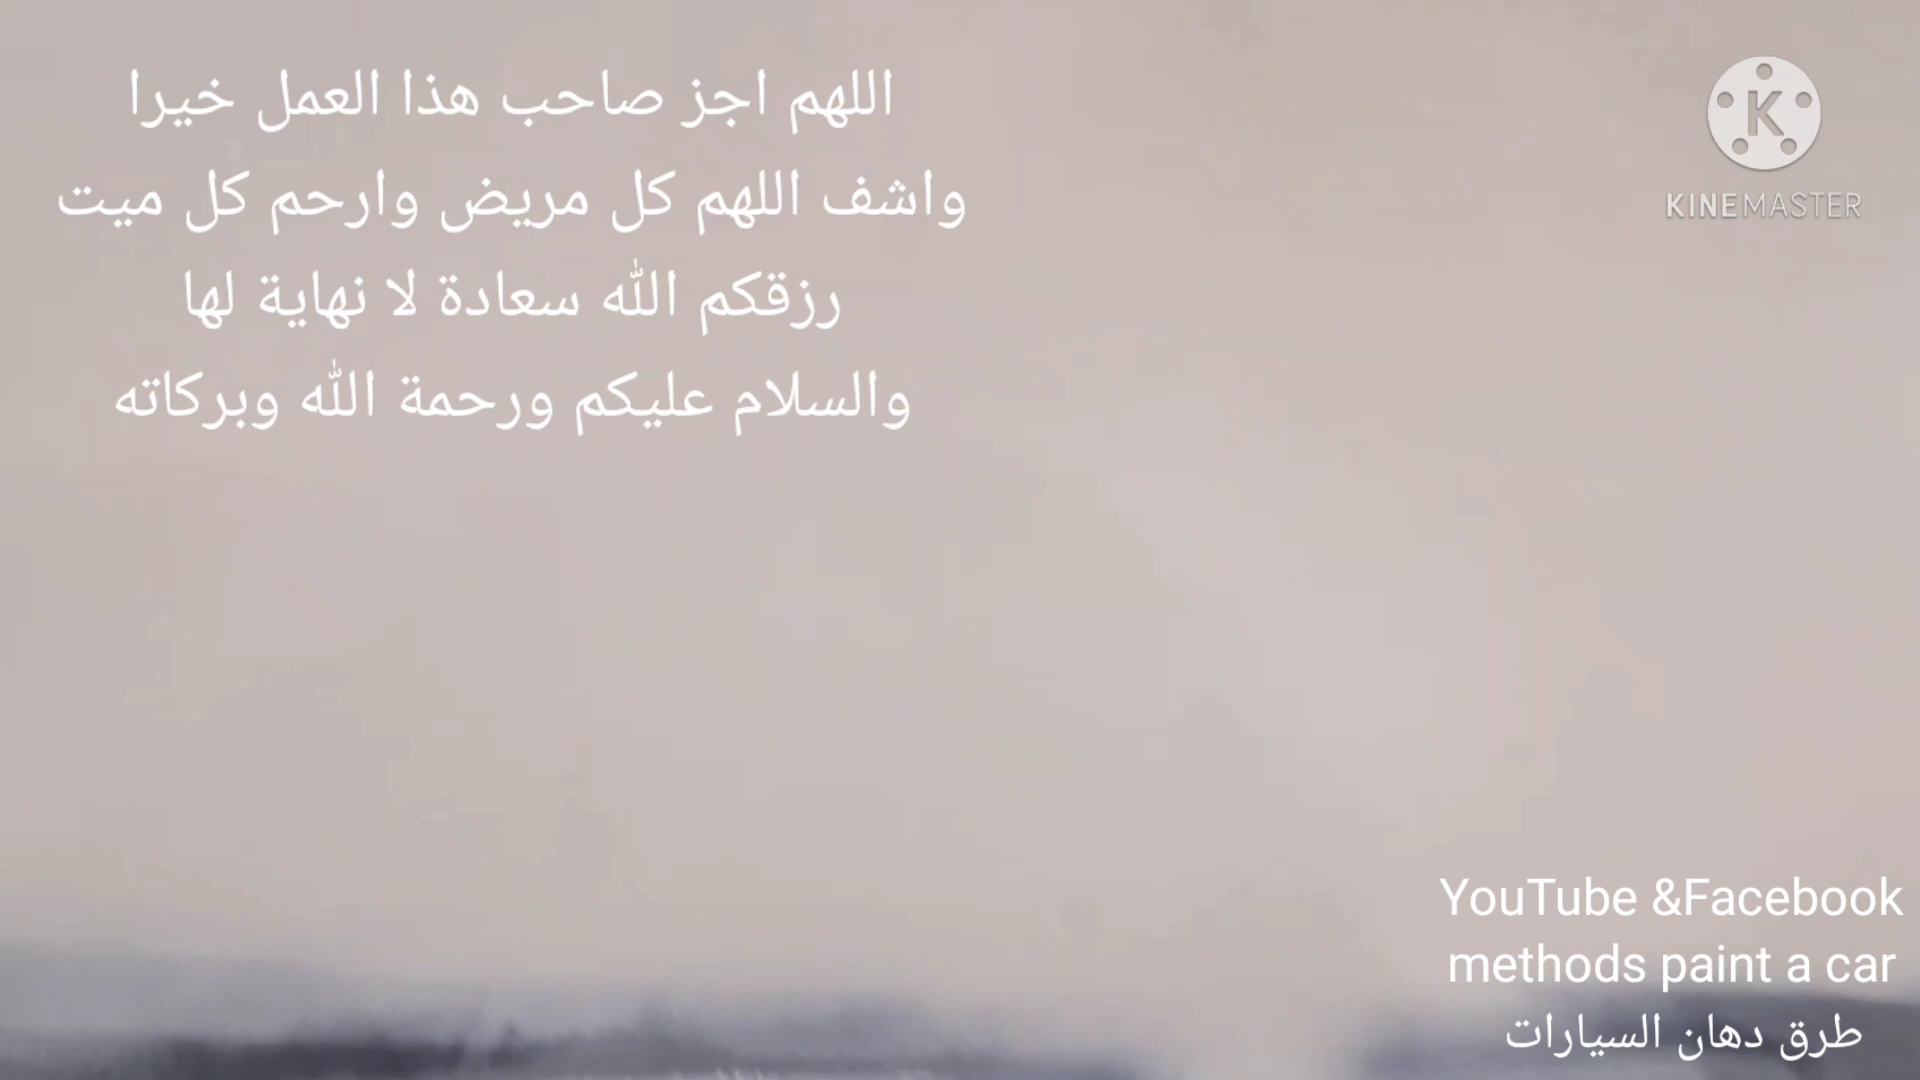 اللهم اجز صاحب هذا العمل خيرا
واشف اللهم كل مريض وارحم كل ميت
رزقكم الله سعادة لا نهاية لها
والسلام عليكم ورحمة الله وبركاته
K
KINEMASTER
YouTube &Facebook
methods paint a car
طرق دهان السيارات